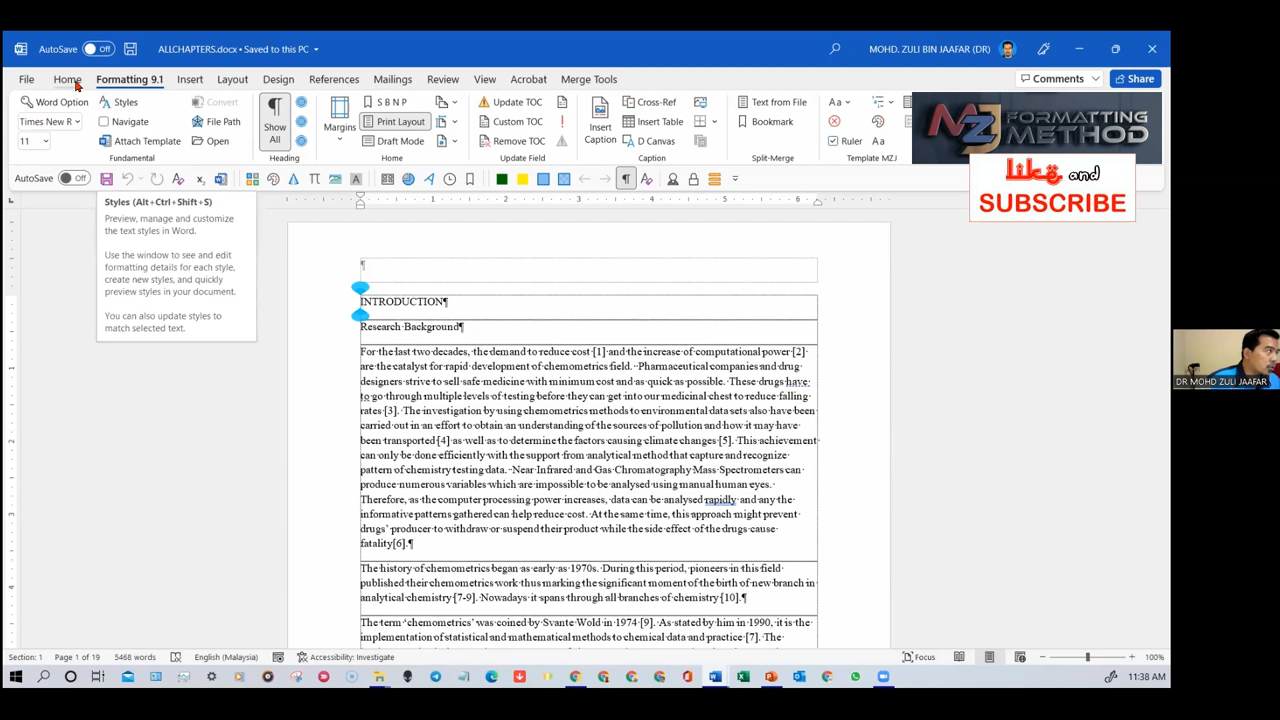 AutoSave Off ALLCHAPTERS.docx • Saved to this PC MOHD. ZULI BIN JAAFAR (DR)
File Home Formatting 9.1 Insert Layout Design References Mailings Review View Acrobat Merge Tools Comments Share
Word Option Styles Convert S B N P Update TOC Cross-Ref Text from File Aa
Times New R Navigate File Path Show All Margins Print Layout Custom TOC Insert Caption Insert Table Bookmark
11 Attach Template Open Draft Mode Remove TOC D Canvas Ruler Aa
Fundamental Heading Home Update Field Caption Split-Merge Template MZJ
MZJ FORMATTING METHOD
like and
SUBSCRIBE
AutoSave Off
Styles (Alt+Ctrl+Shift+S)
Preview, manage and customize
the text styles in Word.
Use the window to see and edit
formatting details for each style,
create new styles, and quickly
preview styles in your document.
You can also update styles to
match selected text.
1 2 3 4 5
¶
INTRODUCTION¶
Research·Background¶
For·the·last·two·decades,·the·demand·to·reduce·cost·[1]·and·the·increase·of·computational·power·[2]·
are·the·catalyst·for·rapid·development·of·chemometrics·field.··Pharmaceutical·companies·and·drug·
designers·strive·to·sell·safe·medicine·with·minimum·cost·and·as·quick·as·possible.··These·drugs·have·
to·go·through·multiple·levels·of·testing·before·they·can·get·into·our·medicinal·chest·to·reduce·falling·
rates·[3].··The·investigation·by·using·chemometrics·methods·to·environmental·data·sets·also·have·been·
carried·out·in·an·effort·to·obtain·an·understanding·of·the·sources·of·pollution·and·how·it·may·have·
been·transported·[4]·as·well·as·to·determine·the·factors·causing·climate·changes·[5].··This·achievement·
can·only·be·done·efficiently·with·the·support·from·analytical·method·that·capture·and·recognize·
pattern·of·chemistry·testing·data.··Near·Infrared·and·Gas·Chromatography·Mass·Spectrometers·can·
produce·numerous·variables·which·are·impossible·to·be·analysed·using·manual·human·eyes.·
Therefore,·as·the·computer·processing·power·increases,·data·can·be·analysed·rapidly·and·any·the·
informative·patterns·gathered·can·help·reduce·cost.··At·the·same·time,·this·approach·might·prevent·
drugs'·producer·to·withdraw·or·suspend·their·product·while·the·side·effect·of·the·drugs·cause·
fatality[6].¶
The·history·of·chemometrics·began·as·early·as·1970s.··During·this·period,·pioneers·in·this·field·
published·their·chemometrics·work·thus·marking·the·significant·moment·of·the·birth·of·new·branch·in·
analytical·chemistry·[7-9].··Nowadays·it·spans·through·all·branches·of·chemistry·[10].¶
The·term·'chemometrics'·was·coined·by·Svante·Wold·in·1974·[9].··As·stated·by·him·in·1990,·it·is·the·
implementation·of·statistical·and·mathematical·methods·to·chemical·data·and·practice·[7].··The·
DR MOHD ZULI JAAFAR
Section: 1 Page 1 of 19 5468 words English (Malaysia) Accessibility: Investigate Focus 100%
11:38 AM